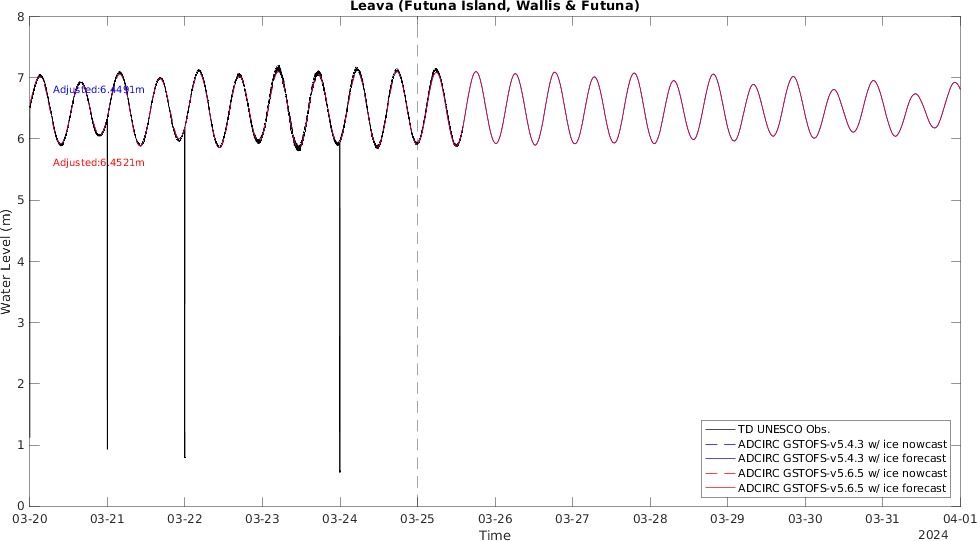 Leava (Futuna Island, Wallis & Futuna)
8
7
6
5
4
3
2
1
0
Water Level (m)
Adjusted:6.4491m
Adjusted:6.4521m
TD UNESCO Obs.
ADCIRC GSTOFS-v5.4.3 w/ ice nowcast
ADCIRC GSTOFS-v5.4.3 w/ ice forecast
ADCIRC GSTOFS-v5.6.5 w/ ice nowcast
ADCIRC GSTOFS-v5.6.5 w/ ice forecast
03-20 03-21 03-22 03-23 03-24 03-25 03-26 03-27 03-28 03-29 03-30 03-31 04-01
Time
2024